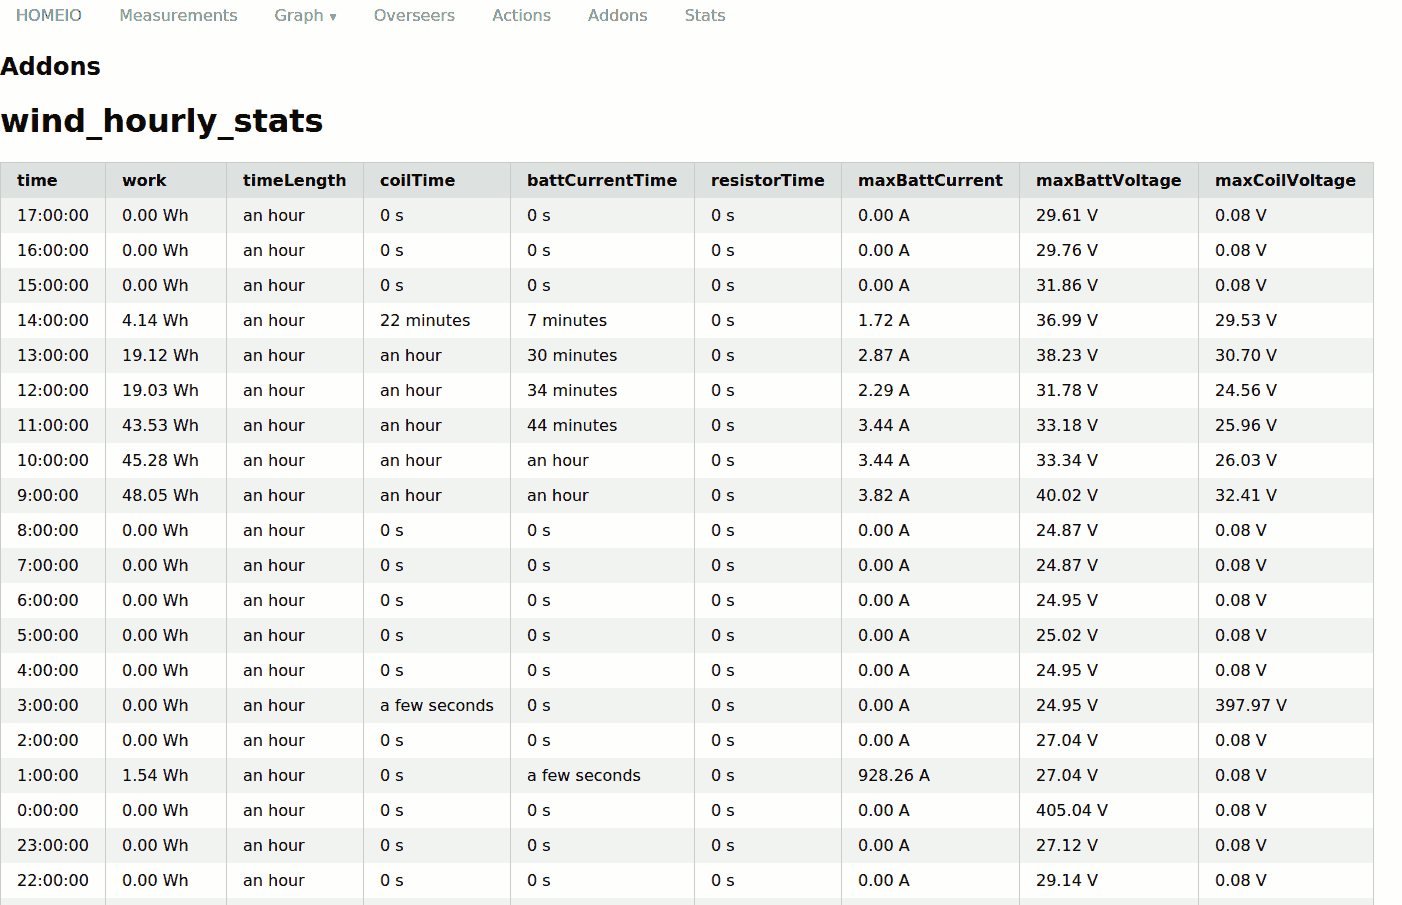 HOMEIO Measurements Graph ▾ Overseers Actions Addons Stats
Addons
wind_hourly_stats
time work timeLength coilTime battCurrentTime resistorTime maxBattCurrent maxBattVoltage maxCoilVoltage
17:00:00 0.00 Wh an hour 0 s 0 s 0 s 0.00 A 29.61 V 0.08 V
16:00:00 0.00 Wh an hour 0 s 0 s 0 s 0.00 A 29.76 V 0.08 V
15:00:00 0.00 Wh an hour 0 s 0 s 0 s 0.00 A 31.86 V 0.08 V
14:00:00 4.14 Wh an hour 22 minutes 7 minutes 0 s 1.72 A 36.99 V 29.53 V
13:00:00 19.12 Wh an hour an hour 30 minutes 0 s 2.87 A 38.23 V 30.70 V
12:00:00 19.03 Wh an hour an hour 34 minutes 0 s 2.29 A 31.78 V 24.56 V
11:00:00 43.53 Wh an hour an hour 44 minutes 0 s 3.44 A 33.18 V 25.96 V
10:00:00 45.28 Wh an hour an hour an hour 0 s 3.44 A 33.34 V 26.03 V
9:00:00 48.05 Wh an hour an hour an hour 0 s 3.82 A 40.02 V 32.41 V
8:00:00 0.00 Wh an hour 0 s 0 s 0 s 0.00 A 24.87 V 0.08 V
7:00:00 0.00 Wh an hour 0 s 0 s 0 s 0.00 A 24.87 V 0.08 V
6:00:00 0.00 Wh an hour 0 s 0 s 0 s 0.00 A 24.95 V 0.08 V
5:00:00 0.00 Wh an hour 0 s 0 s 0 s 0.00 A 25.02 V 0.08 V
4:00:00 0.00 Wh an hour 0 s 0 s 0 s 0.00 A 24.95 V 0.08 V
3:00:00 0.00 Wh an hour a few seconds 0 s 0 s 0.00 A 24.95 V 397.97 V
2:00:00 0.00 Wh an hour 0 s 0 s 0 s 0.00 A 27.04 V 0.08 V
1:00:00 1.54 Wh an hour 0 s a few seconds 0 s 928.26 A 27.04 V 0.08 V
0:00:00 0.00 Wh an hour 0 s 0 s 0 s 0.00 A 405.04 V 0.08 V
23:00:00 0.00 Wh an hour 0 s 0 s 0 s 0.00 A 27.12 V 0.08 V
22:00:00 0.00 Wh an hour 0 s 0 s 0 s 0.00 A 29.14 V 0.08 V